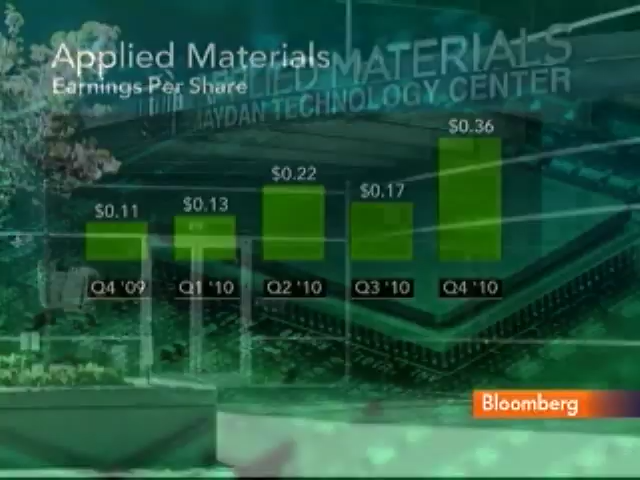 Applied Materials
Earnings Per Share
APPLIED MATERIALS
JAYDAN TECHNOLOGY CENTER
$0.11
$0.13
$0.22
$0.17
$0.36
Q4 '09
Q1 '10
Q2 '10
Q3 '10
Q4 '10
Bloomberg